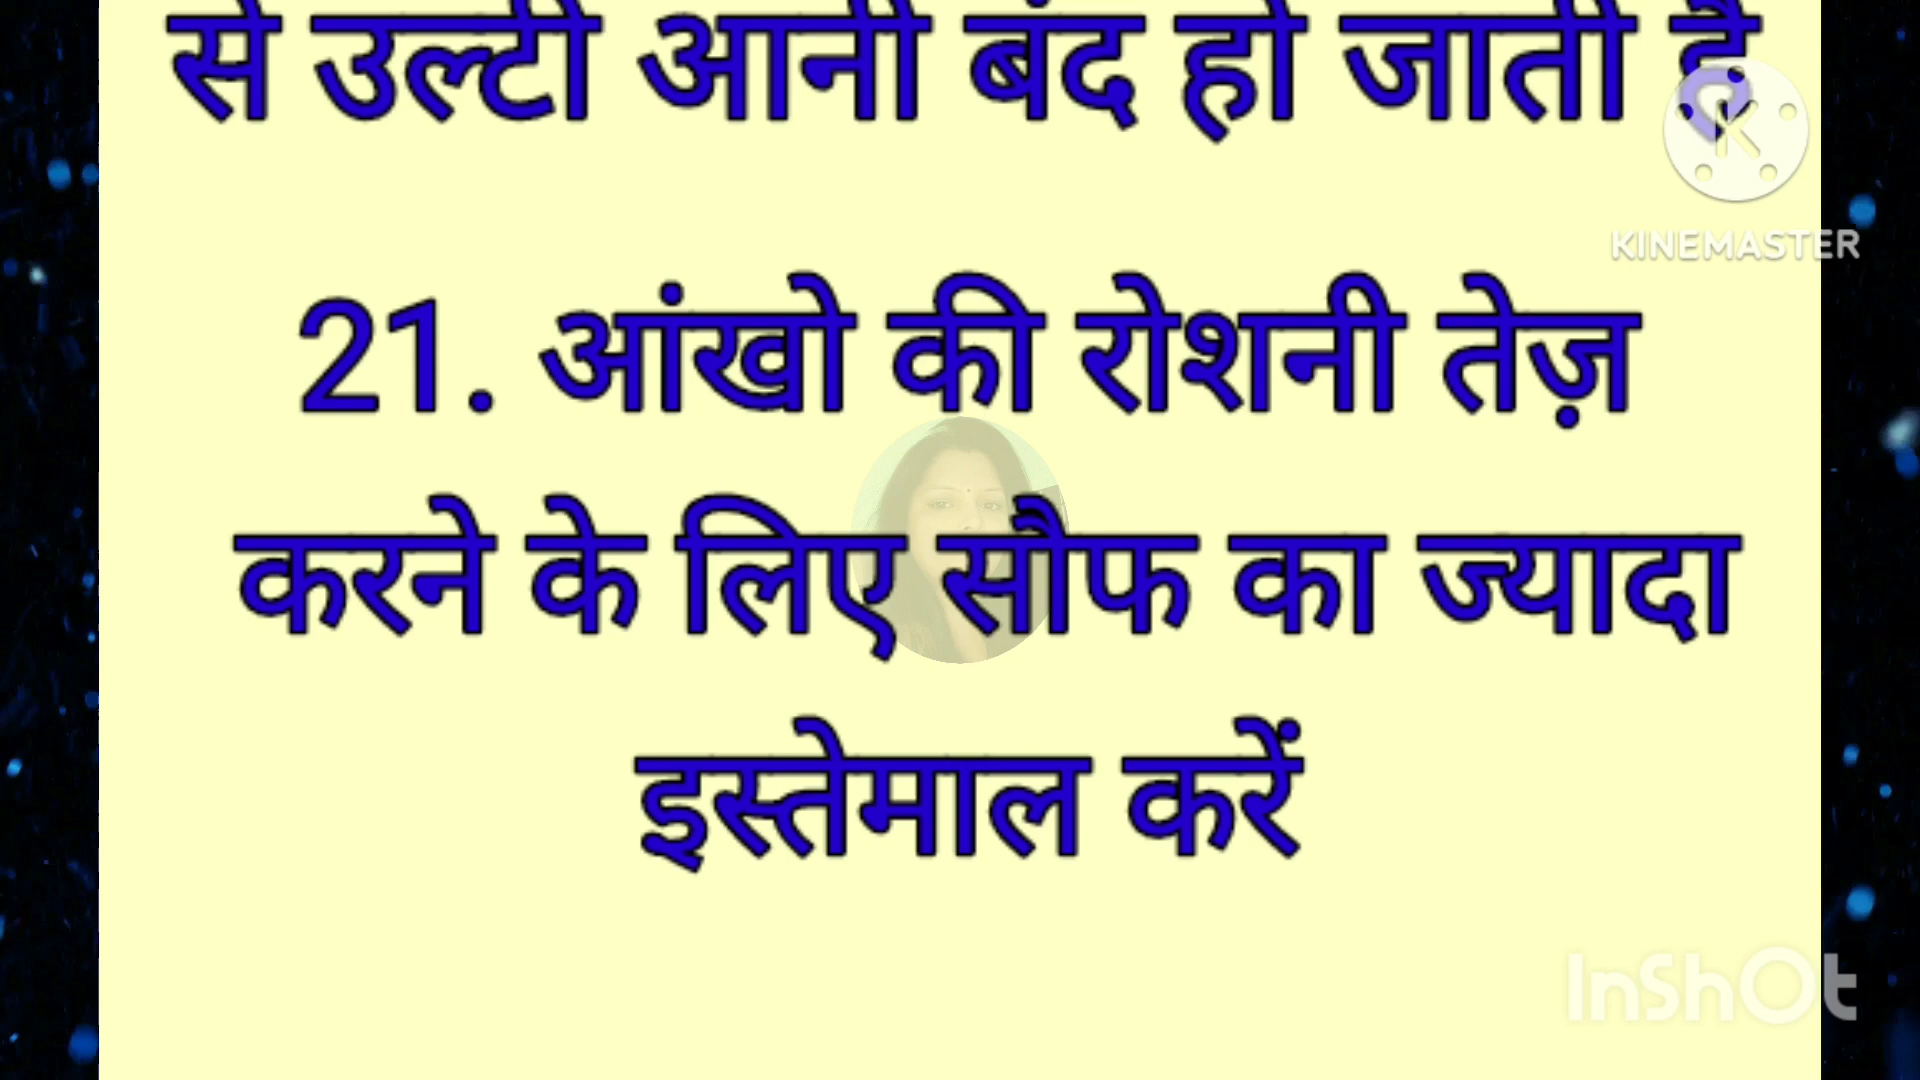 से उल्टी आनी बंद हो जाती है
KINEMASTER
21. आंखो की रोशनी तेज़
करने के लिए सौफ का ज्यादा
इस्तेमाल करें
InShOt